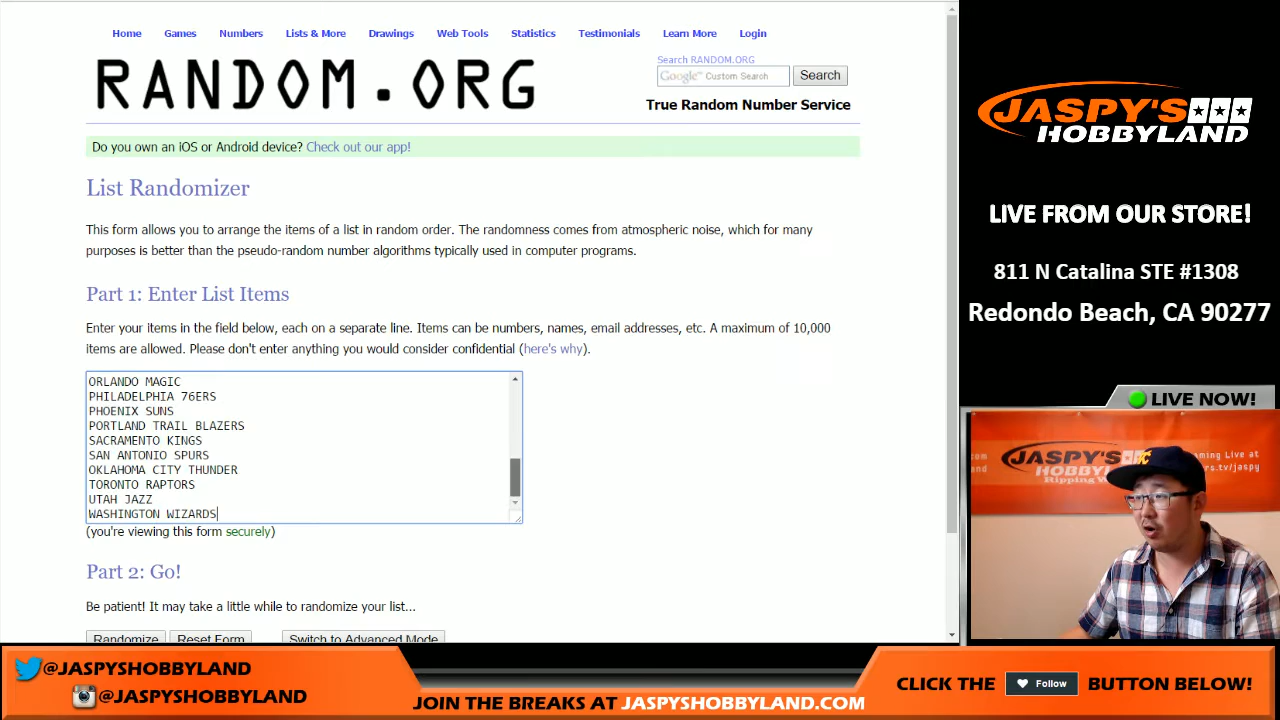 Home Games Numbers Lists & More Drawings Web Tools Statistics Testimonials Learn More Login
RANDOM.ORG
Search RANDOM.ORG
Google™ Custom Search Search
True Random Number Service
Do you own an iOS or Android device? Check out our app!
List Randomizer
This form allows you to arrange the items of a list in random order. The randomness comes from atmospheric noise, which for many
purposes is better than the pseudo-random number algorithms typically used in computer programs.
Part 1: Enter List Items
Enter your items in the field below, each on a separate line. Items can be numbers, names, email addresses, etc. A maximum of 10,000
items are allowed. Please don't enter anything you would consider confidential (here's why).
ORLANDO MAGIC
PHILADELPHIA 76ERS
PHOENIX SUNS
PORTLAND TRAIL BLAZERS
SACRAMENTO KINGS
SAN ANTONIO SPURS
OKLAHOMA CITY THUNDER
TORONTO RAPTORS
UTAH JAZZ
WASHINGTON WIZARDS
(you're viewing this form securely)
Part 2: Go!
Be patient! It may take a little while to randomize your list...
Randomize Reset Form Switch to Advanced Mode
JASPY'S
HOBBYLAND
LIVE FROM OUR STORE!
811 N Catalina STE #1308
Redondo Beach, CA 90277
LIVE NOW!
JASPY'S
HOBBYLAND
@JASPYSHOBBYLAND
@JASPYSHOBBYLAND
JOIN THE BREAKS AT JASPYSHOBBYLAND.COM
CLICK THE Follow BUTTON BELOW!